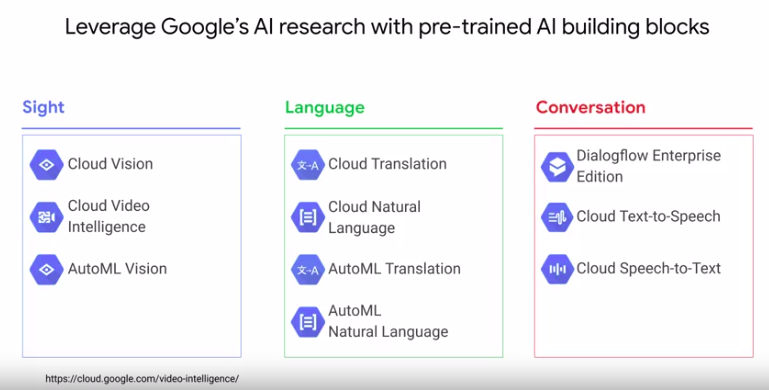 Leverage Google's AI research with pre-trained AI building blocks
Sight
Cloud Vision
Cloud Video
Intelligence
AutoML Vision
Language
文-A
Cloud Translation
Cloud Natural
Language
文-A
AutoML Translation
AutoML
Natural Language
Conversation
Dialogflow Enterprise
Edition
Cloud Text-to-Speech
Cloud Speech-to-Text
https://cloud.google.com/video-intelligence/